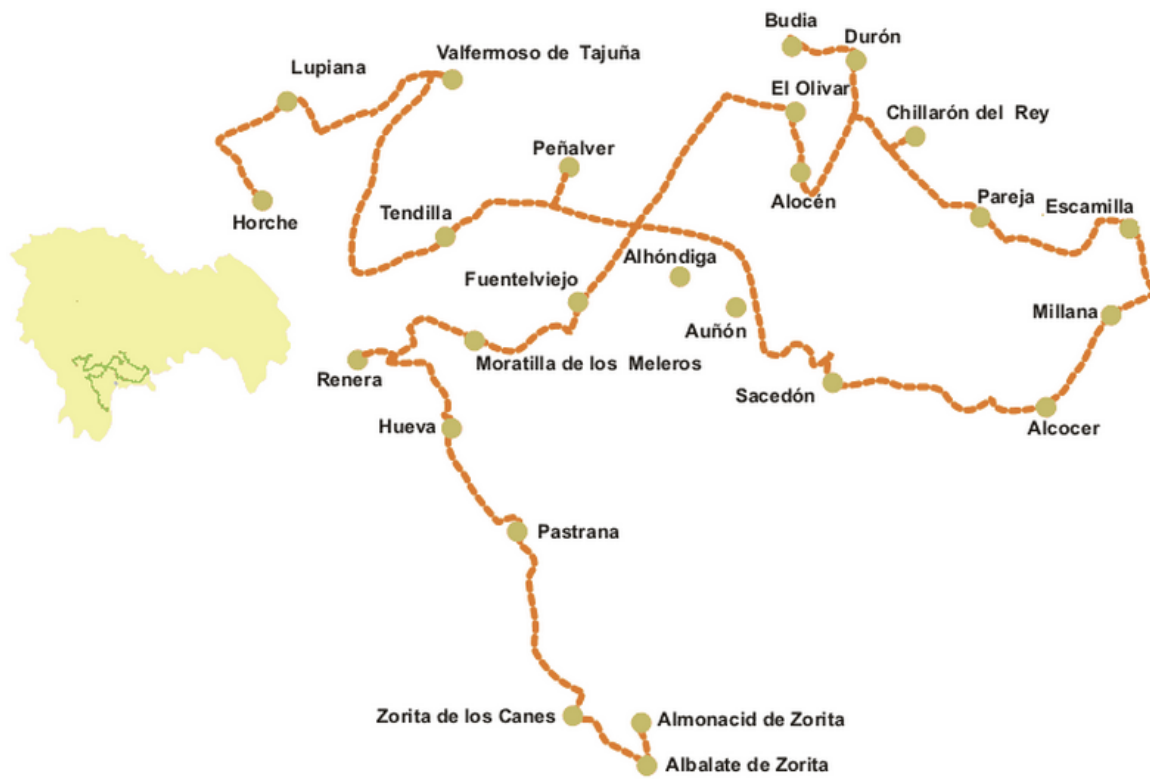 Budia
Durón
Valfermoso de Tajuña
Lupiana
El Olivar
Chillarón del Rey
Peñalver
Alocén
Pareja
Escamilla
Tendilla
Horche
Alhóndiga
Fuentelviejo
Millana
Auñón
Moratilla de los Meleros
Renera
Sacedón
Hueva
Alcocer
Pastrana
Zorita de los Canes
Almonacid de Zorita
Albalate de Zorita